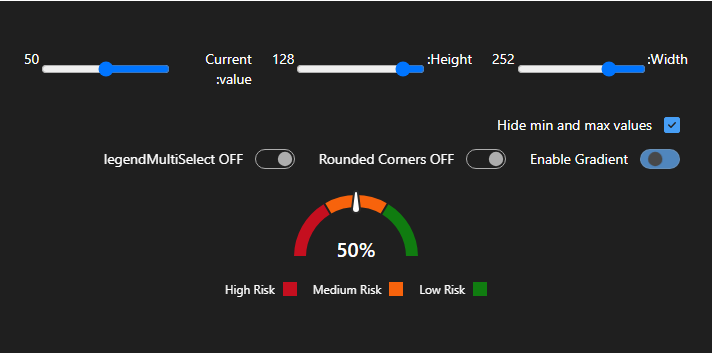 Width:
252
Height:
128
Current
value:
50
Hide min and max values
Enable Gradient
Rounded Corners OFF
legendMultiSelect OFF
50%
High Risk
Medium Risk
Low Risk